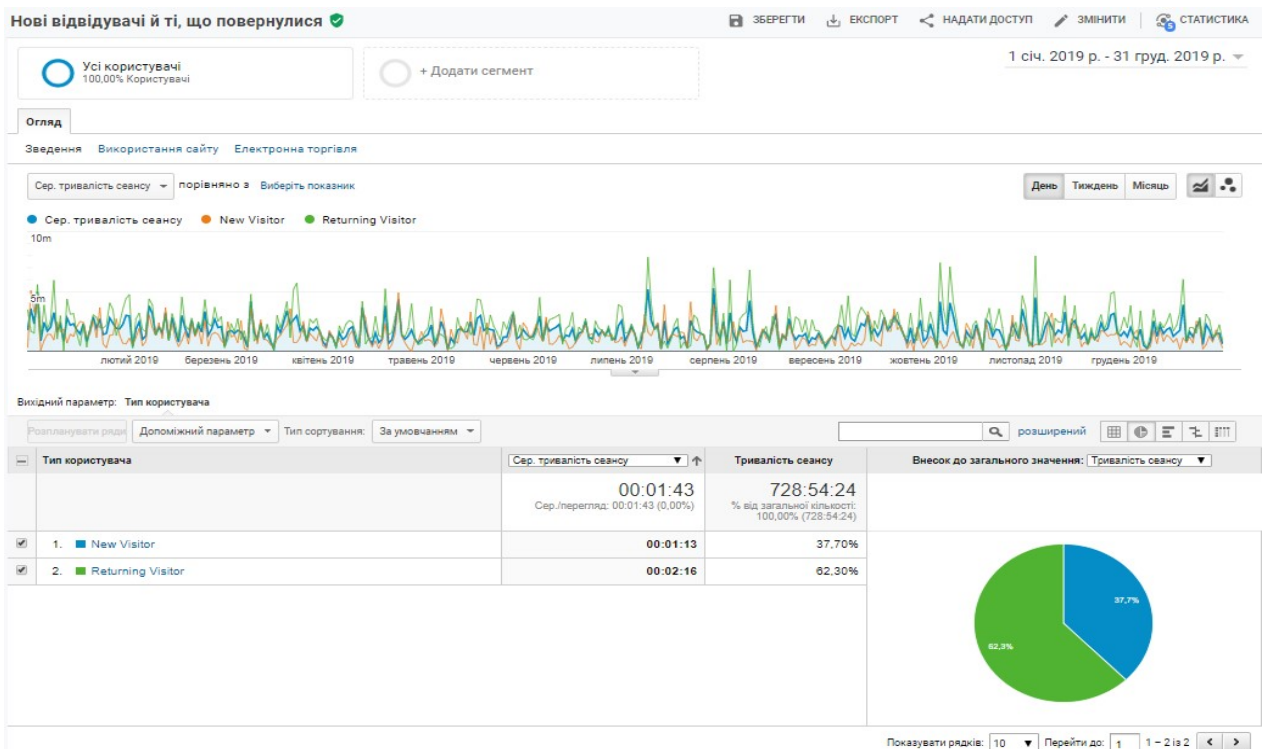 Нові відвідувачі й ті, що повернулися
ЗБЕРЕГТИ ЕКСПОРТ НАДАТИ ДОСТУП ЗМІНИТИ СТАТИСТИКА
Усі користувачі
100,00% Користувачі
+ Додати сегмент
1 січ. 2019 р. - 31 груд. 2019 р.
Огляд
Зведення Використання сайту Електронна торгівля
Сер. тривалість сеансу порівняно з Виберіть показник
День Тиждень Місяць
Сер. тривалість сеансу New Visitor Returning Visitor
10m
5m
лютий 2019 березень 2019 квітень 2019 травень 2019 червень 2019 липень 2019 серпень 2019 вересень 2019 жовтень 2019 листопад 2019 грудень 2019
Вихідний параметр: Тип користувача
Розпланувати ряди Допоміжний параметр Тип сортування: За умовчанням розширений
Тип користувача Сер. тривалість сеансу Тривалість сеансу Внесок до загального значення: Тривалість сеансу
00:01:43 728:54:24
Сер./перегляд: 00:01:43 (0,00%) % від загальної кількості:
100,00% (728:54:24)
1. New Visitor 00:01:13 37,70%
2. Returning Visitor 00:02:16 62,30%
37,7%
62,3%
Показувати рядків: 10 Перейти до: 1 1 – 2 із 2